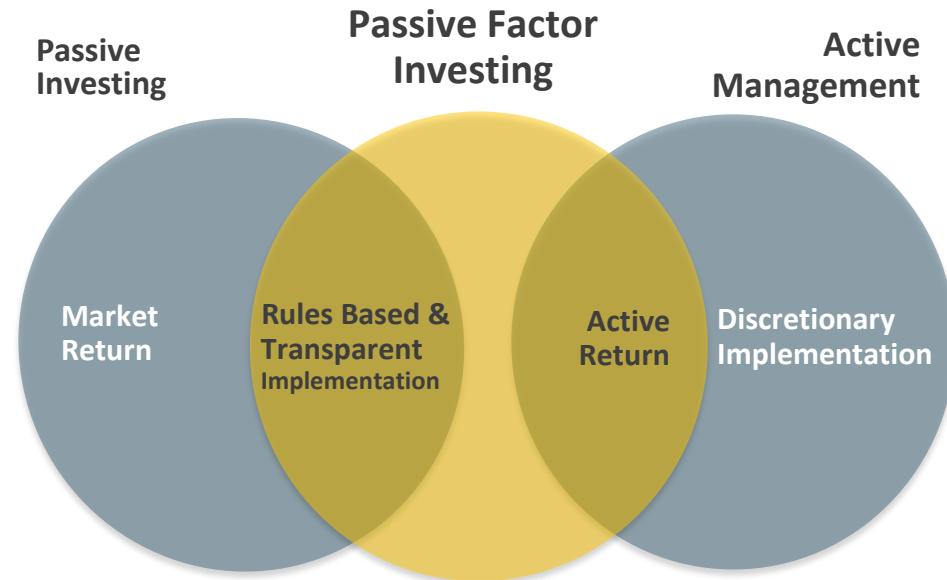 Passive
Investing
Passive Factor
Investing
Active
Management
Market
Return
Rules Based &
Transparent
Implementation
Active
Return
Discretionary
Implementation